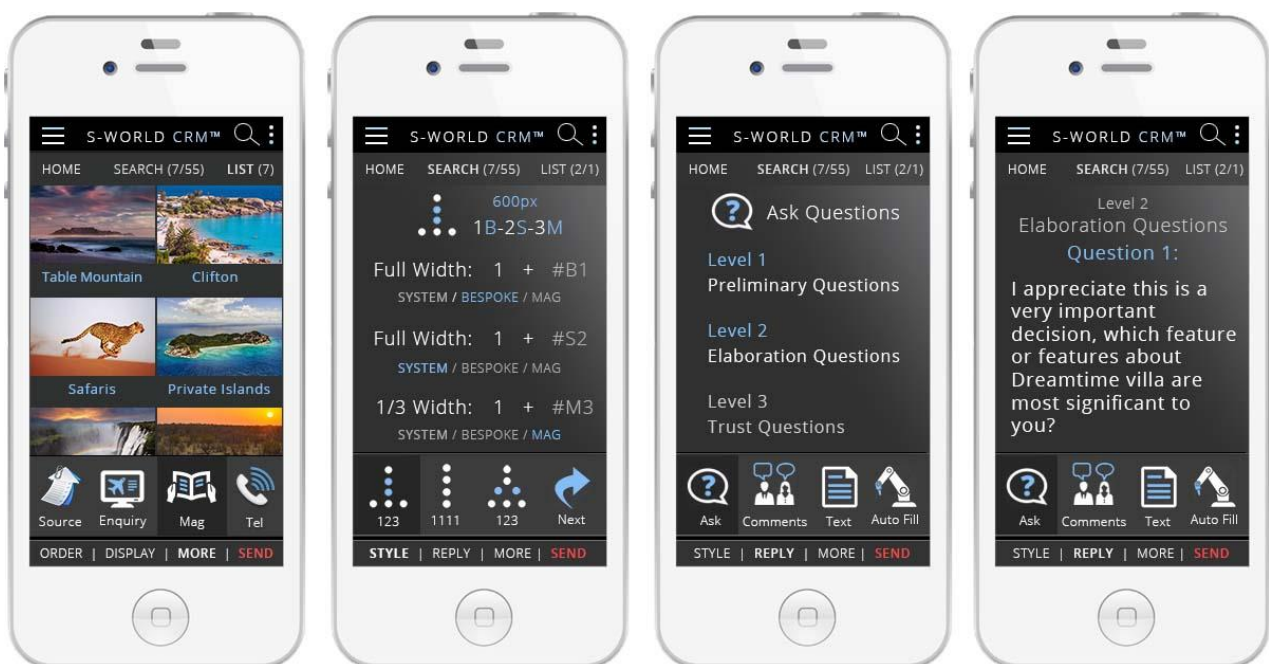 S-WORLD CRM™
HOME SEARCH (7/55) LIST (7)
Table Mountain Clifton
Safaris Private Islands
Source Enquiry Mag Tel
ORDER | DISPLAY | MORE | SEND
S-WORLD CRM™
HOME SEARCH (7/55) LIST (2/1)
600px
1B-2S-3M
Full Width: 1 + #B1
SYSTEM / BESPOKE / MAG
Full Width: 1 + #S2
SYSTEM / BESPOKE / MAG
1/3 Width: 1 + #M3
SYSTEM / BESPOKE / MAG
123 1111 123 Next
STYLE | REPLY | MORE | SEND
S-WORLD CRM™
HOME SEARCH (7/55) LIST (2/1)
? Ask Questions
Level 1
Preliminary Questions
Level 2
Elaboration Questions
Level 3
Trust Questions
?
Ask Comments Text Auto Fill
STYLE | REPLY | MORE | SEND
S-WORLD CRM™
HOME SEARCH (7/55) LIST (2/1)
Level 2
Elaboration Questions
Question 1:
I appreciate this is a
very important
decision, which feature
or features about
Dreamtime villa are
most significant to
you?
?
Ask Comments Text Auto Fill
STYLE | REPLY | MORE | SEND